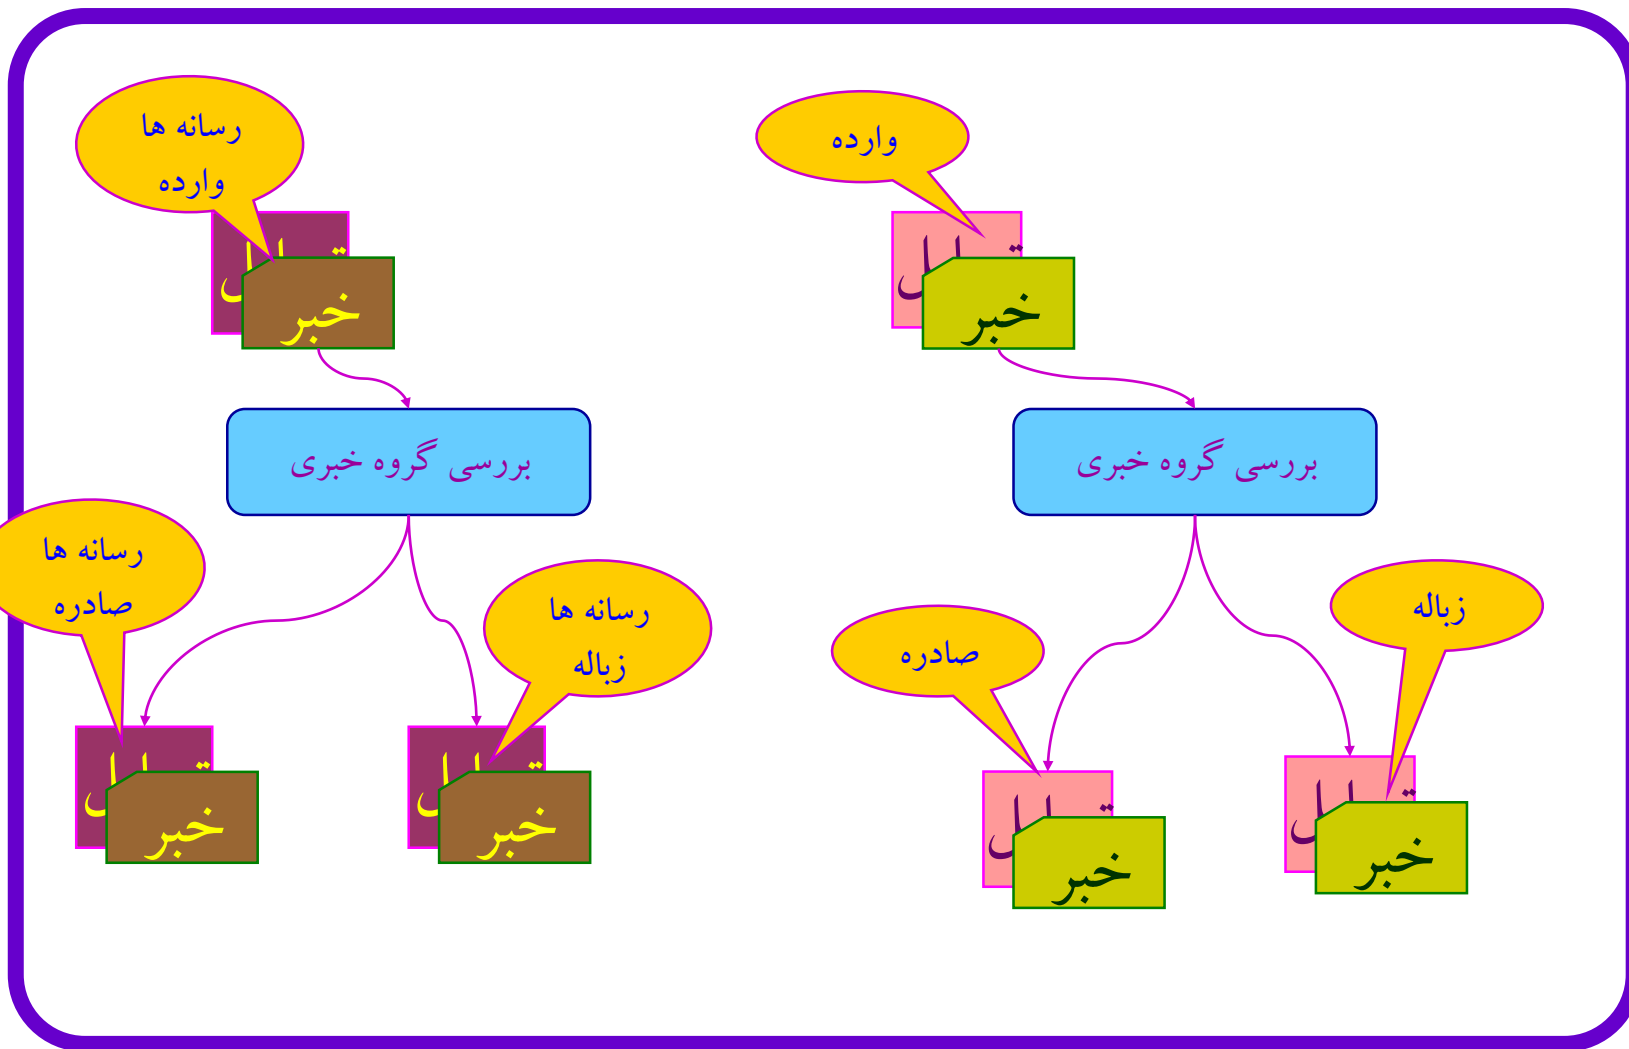 وارده
خبر
بررسی گروه خبری
صادره
خبر
زباله
خبر
رسانه ها
وارده
خبر
بررسی گروه خبری
رسانه ها
صادره
خبر
رسانه ها
زباله
خبر